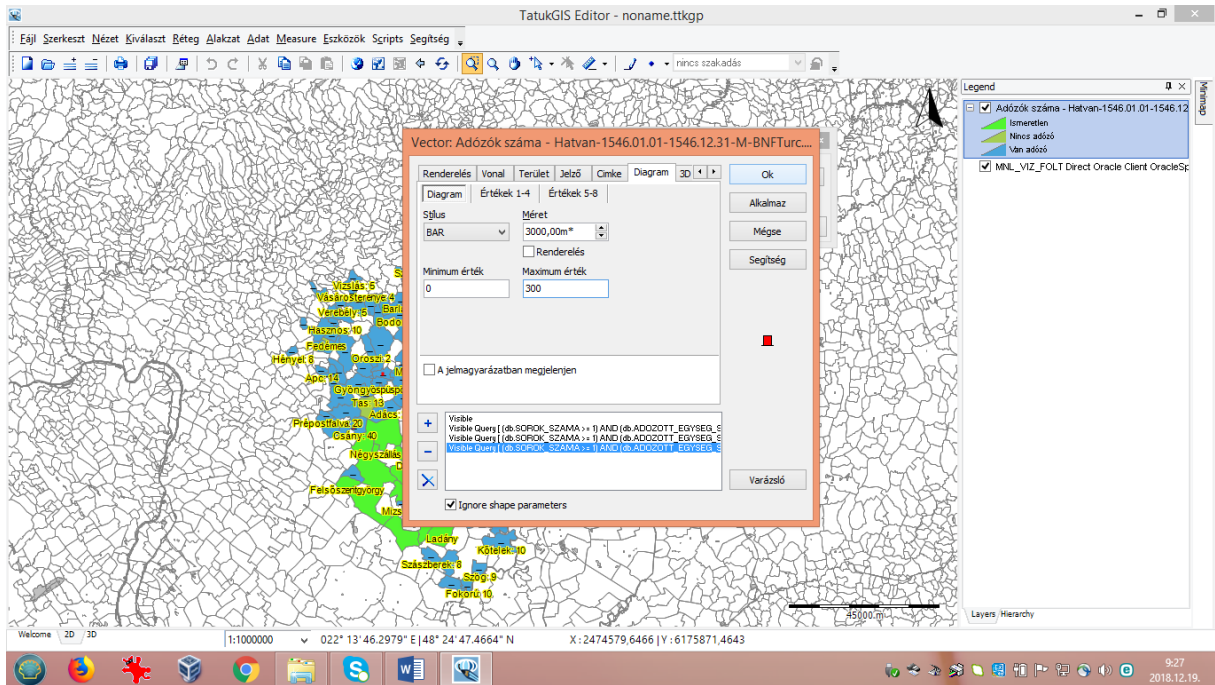 TatukGIS Editor - noname.ttkgp
Fájl Szerkeszt Nézet Kiválaszt Réteg Alakzat Adat Measure Eszközök Scripts Segítség
nincs szakadás
Legend
Minimap
Adózók száma - Hatvan-1546.01.01-1546.12
Ismeretlen
Nincs adózó
Van adózó
MNL_VIZ_FOLT Direct Oracle Client OracleSp
Vector: Adózók száma - Hatvan-1546.01.01-1546.12.31-M-BNFTurc....
Renderelés Vonal Terület Jelző Cimke Diagram 3D
Diagram Értékek 1-4 Értékek 5-8
Stílus
BAR
Méret
3000,00m*
Renderelés
Minimum érték
0
Maximum érték
300
A jelmagyarázatban megjelenjen
Visible
Visible Query [ (db.SOROK_SZAMA >= 1) AND (db.ADOZOTT_EGYSEG_S
Visible Query [ (db.SOROK_SZAMA >= 1) AND (db.ADOZOTT_EGYSEG_S
Visible Query [ (db.SOROK_SZAMA >= 1) AND (db.ADOZOTT_EGYSEG_S
Ignore shape parameters
Ok
Alkalmaz
Mégse
Segítség
Varázsló
Vizslás: 5
Vásárosterenye: 4
Verebély: 5
Barla
Bodo
Hasznos: 10
Fedémes
Hényel: 8
Oroszi: 2
Apc: 14
Gyöngyöspüspö
Tas: 13
Adács:
Prépostfalva: 20
Csány: 40
Négyszállás
Felsőszentgyörgy
Mizs
Ladány
Kőtelek: 10
Szászberek: 8
Szög: 9
Fokorú: 10
45000.m
Layers Hierarchy
Welcome 2D 3D
1:1000000
022° 13' 46.2979" E | 48° 24' 47.4664" N
X : 2474579,6466 | Y : 6175871,4643
9:27
2018.12.19.